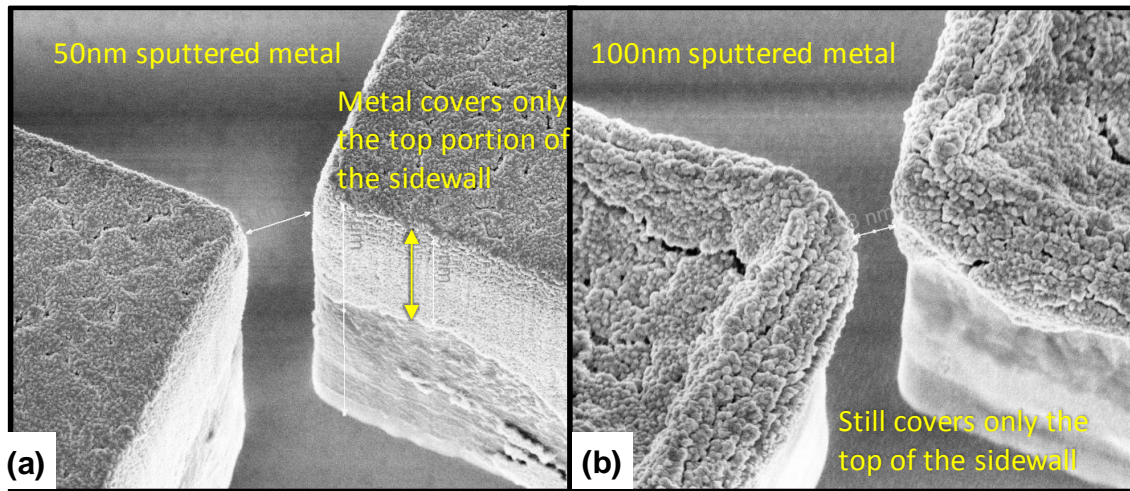 50nm sputtered metal
Metal covers only
the top portion of
the sidewall
(a)
100nm sputtered metal
Still covers only the
top of the sidewall
(b)